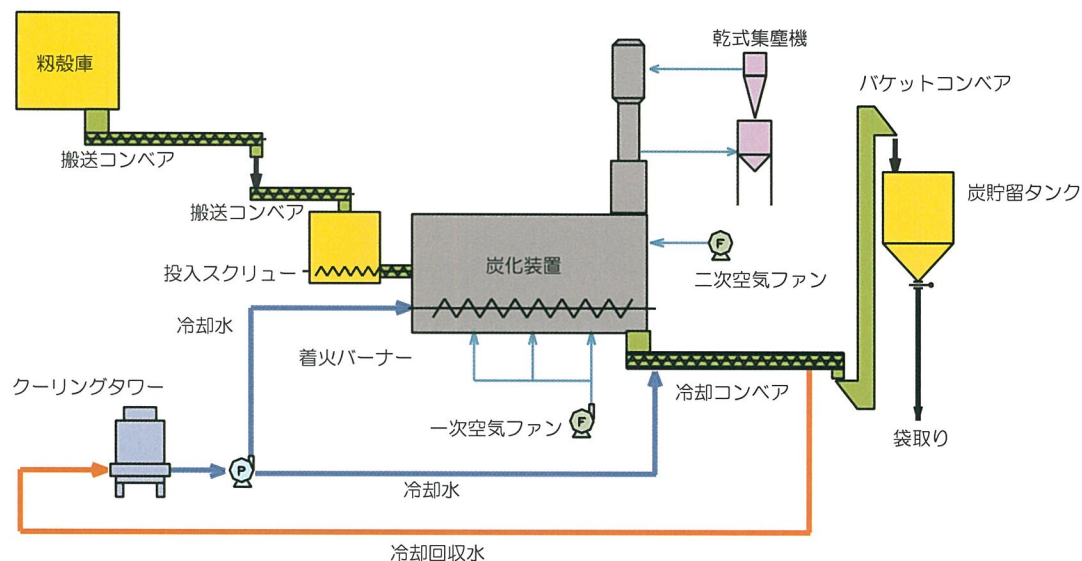 籾殻庫
搬送コンベア
搬送コンベア
投入スクリュー
乾式集塵機
バケットコンベア
炭貯留タンク
炭化装置
F
二次空気ファン
冷却水
着火バーナー
クーリングタワー
冷却コンベア
一次空気ファン
F
袋取り
P
冷却水
冷却回収水